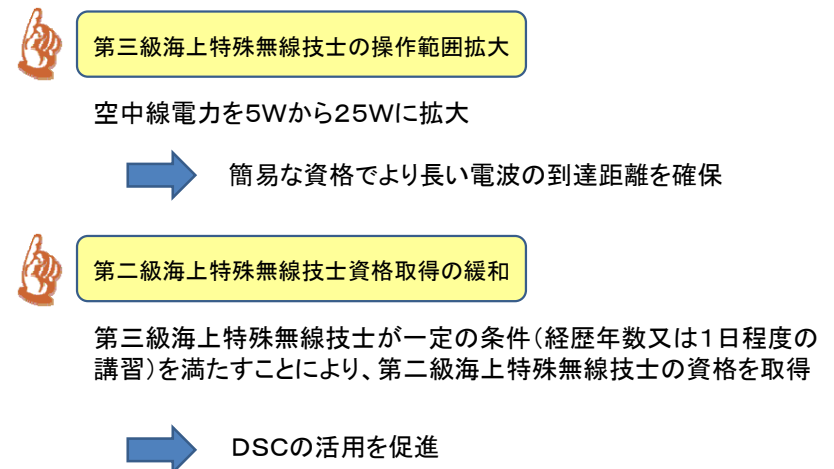 第三級海上特殊無線技士の操作範囲拡大
空中線電力を5Wから25Wに拡大
簡易な資格でより長い電波の到達距離を確保
第二級海上特殊無線技士資格取得の緩和
第三級海上特殊無線技士が一定の条件(経歴年数又は1日程度の
講習)を満たすことにより、第二級海上特殊無線技士の資格を取得
DSCの活用を促進